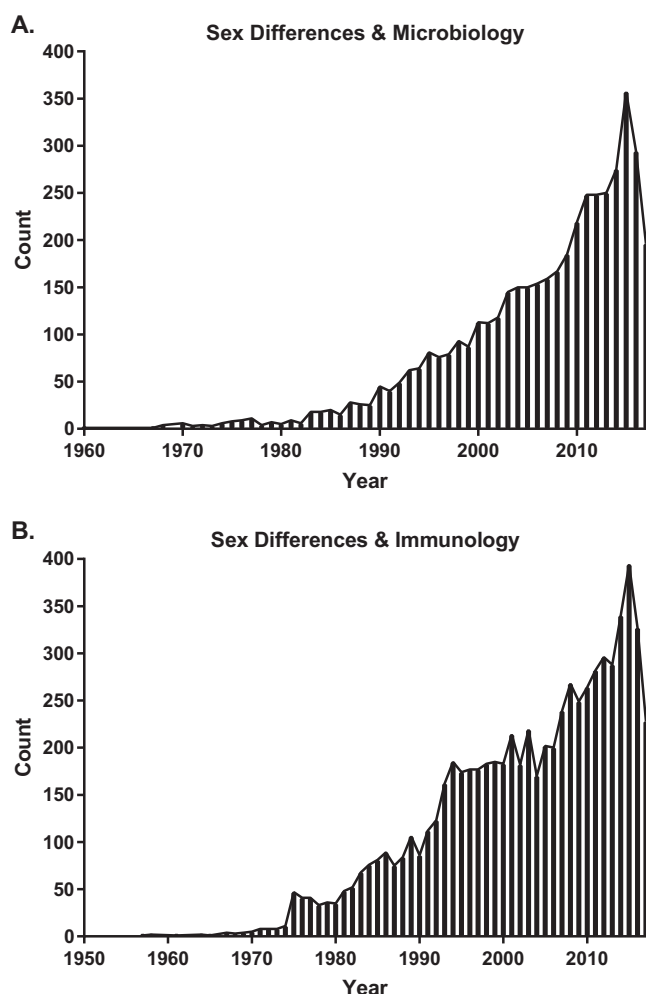 A.
Sex Differences & Microbiology
400
350
300
250
200
150
100
50
0
1960 1970 1980 1990 2000 2010
Count
Year
B.
Sex Differences & Immunology
400
350
300
250
200
150
100
50
0
1950 1960 1970 1980 1990 2000 2010
Count
Year